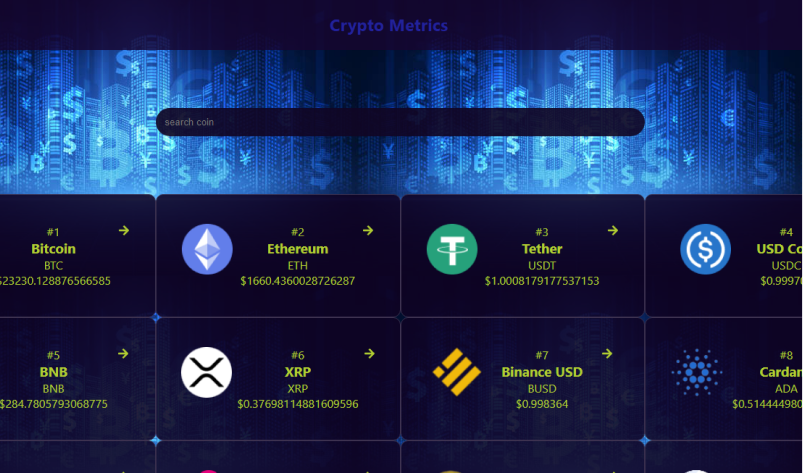 Crypto Metrics
search coin
#1
Bitcoin
BTC
$23230.128876566585
#2
Ethereum
ETH
$1660.4360028726287
#3
Tether
USDT
$1.0008179177537153
#4
USD Co
USDC
$0.9997
#5
BNB
BNB
$284.7805793068775
#6
XRP
XRP
$0.37698114881609596
#7
Binance USD
BUSD
$0.998364
#8
Cardan
ADA
$0.514444980